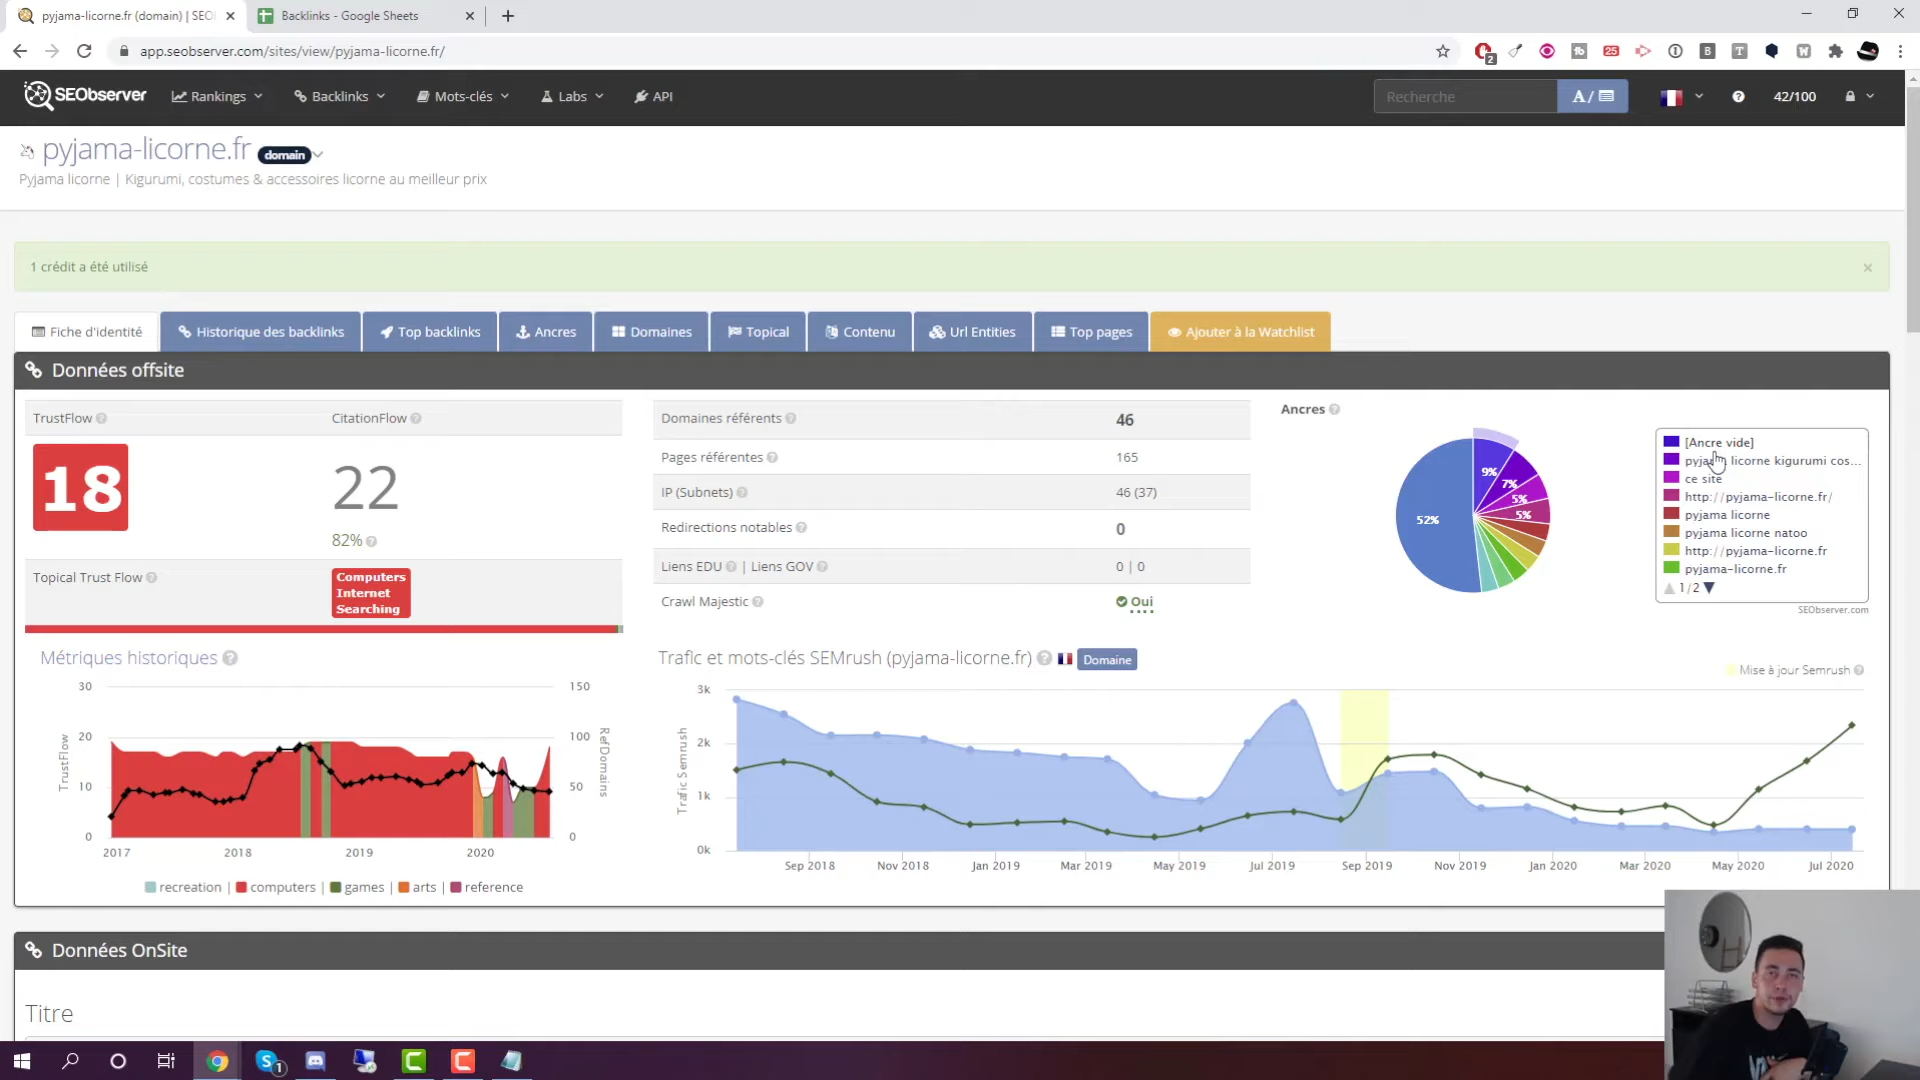 pyjama-licorne.fr (domain) | SEO
Backlinks - Google Sheets
app.seobserver.com/sites/view/pyjama-licorne.fr/
2
25
B
T
W
SEObserver
Rankings
Backlinks
Mots-clés
Labs
API
Recherche
A /
42/100
pyjama-licorne.fr domain
Pyjama licorne | Kigurumi, costumes & accessoires licorne au meilleur prix
1 crédit a été utilisé
Fiche d'identité
Historique des backlinks
Top backlinks
Ancres
Domaines
Topical
Contenu
Url Entities
Top pages
Ajouter à la Watchlist
Données offsite
TrustFlow
CitationFlow
18
22
82%
Topical Trust Flow
Computers
Internet
Searching
Domaines référents 46
Pages référentes 165
IP (Subnets) 46 (37)
Redirections notables 0
Liens EDU | Liens GOV 0 | 0
Crawl Majestic Oui
Ancres
52%
9%
7%
5%
5%
[Ancre vide]
pyjama licorne kigurumi cos...
ce site
http://pyjama-licorne.fr/
pyjama licorne
pyjama licorne natoo
http://pyjama-licorne.fr
pyjama-licorne.fr
1/2
SEObserver.com
Métriques historiques
30
20
10
0
TrustFlow
150
100
50
0
RefDomains
2017 2018 2019 2020
recreation | computers | games | arts | reference
Trafic et mots-clés SEMrush (pyjama-licorne.fr) Domaine
Mise à jour Semrush
3k
2k
1k
0k
Trafic Semrush
Sep 2018 Nov 2018 Jan 2019 Mar 2019 May 2019 Jul 2019 Sep 2019 Nov 2019 Jan 2020 Mar 2020 May 2020 Jul 2020
Données OnSite
Titre
S 1